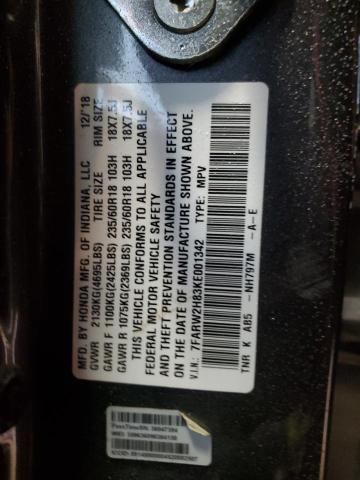 MFD. BY HONDA MFG. OF INDIANA, LLC 12/'18
GVWR 2130KG(4695LBS) TIRE SIZE RIM SIZE
GAWR F 1100KG(2425LBS) 235/60R18 103H 18X7.5J
GAWR R 1075KG(2369LBS) 235/60R18 103H 18X7.5J
THIS VEHICLE CONFORMS TO ALL APPLICABLE
FEDERAL MOTOR VEHICLE SAFETY
AND THEFT PREVENTION STANDARDS IN EFFECT
ON THE DATE OF MANUFACTURE SHOWN ABOVE.
V.I.N.: 7FARW2H83KE001342 TYPE: MPV
TNR K AB5 -NH797M -A-E